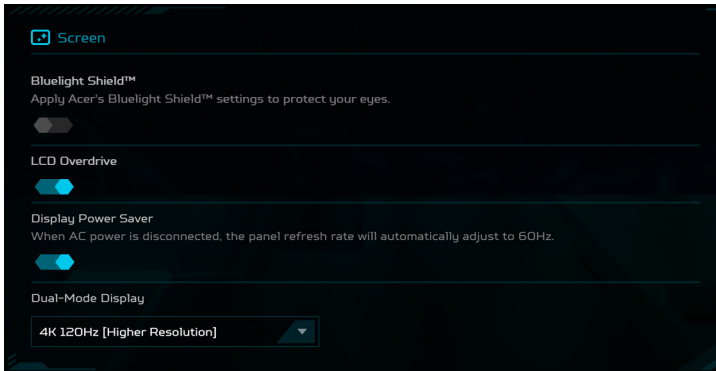 Screen
Bluelight Shield™
Apply Acer's Bluelight Shield™ settings to protect your eyes.
LCD Overdrive
Display Power Saver
When AC power is disconnected, the panel refresh rate will automatically adjust to 60Hz.
Dual-Mode Display
4K 120Hz [Higher Resolution]